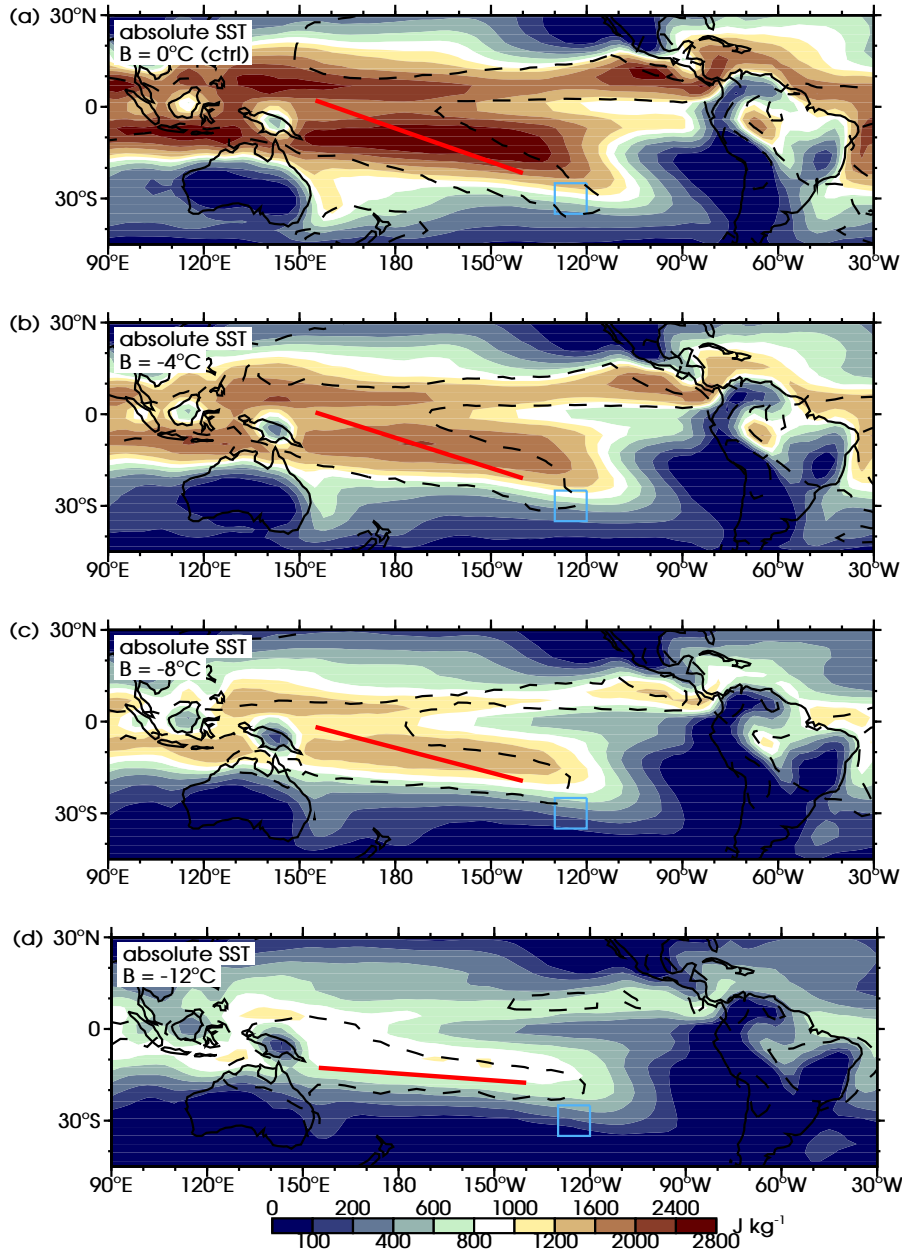 (a)
absolute SST
B = 0°C (ctrl)
30°N
0
30°S
90°E 120°E 150°E 180 150°W 120°W 90°W 60°W 30°W
(b)
absolute SST
B = -4°C
30°N
0
30°S
90°E 120°E 150°E 180 150°W 120°W 90°W 60°W 30°W
(c)
absolute SST
B = -8°C
30°N
0
30°S
90°E 120°E 150°E 180 150°W 120°W 90°W 60°W 30°W
(d)
absolute SST
B = -12°C
30°N
0
30°S
90°E 120°E 150°E 180 150°W 120°W 90°W 60°W 30°W
0 200 600 1000 1600 2400
J kg⁻¹
100 400 800 1200 2000 2800